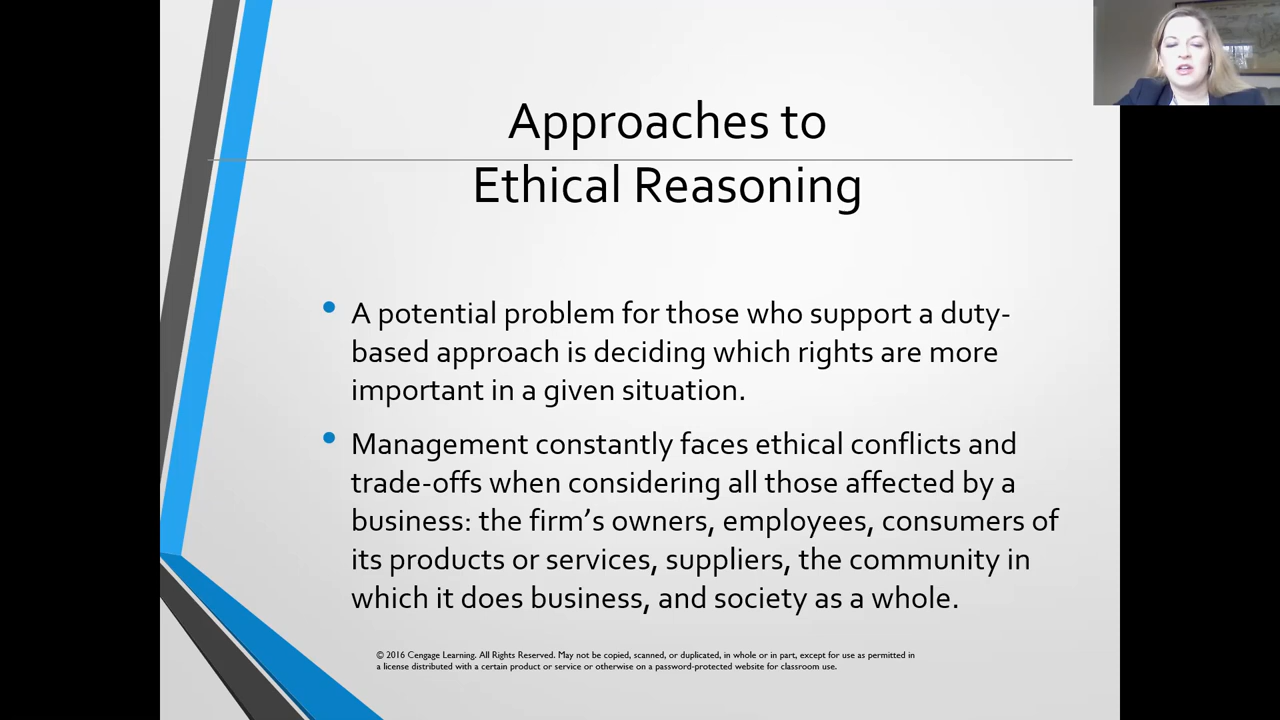 Approaches to
Ethical Reasoning
• A potential problem for those who support a duty-
based approach is deciding which rights are more
important in a given situation.
• Management constantly faces ethical conflicts and
trade-offs when considering all those affected by a
business: the firm’s owners, employees, consumers of
its products or services, suppliers, the community in
which it does business, and society as a whole.
© 2016 Cengage Learning. All Rights Reserved. May not be copied, scanned, or duplicated, in whole or in part, except for use as permitted in
a license distributed with a certain product or service or otherwise on a password-protected website for classroom use.